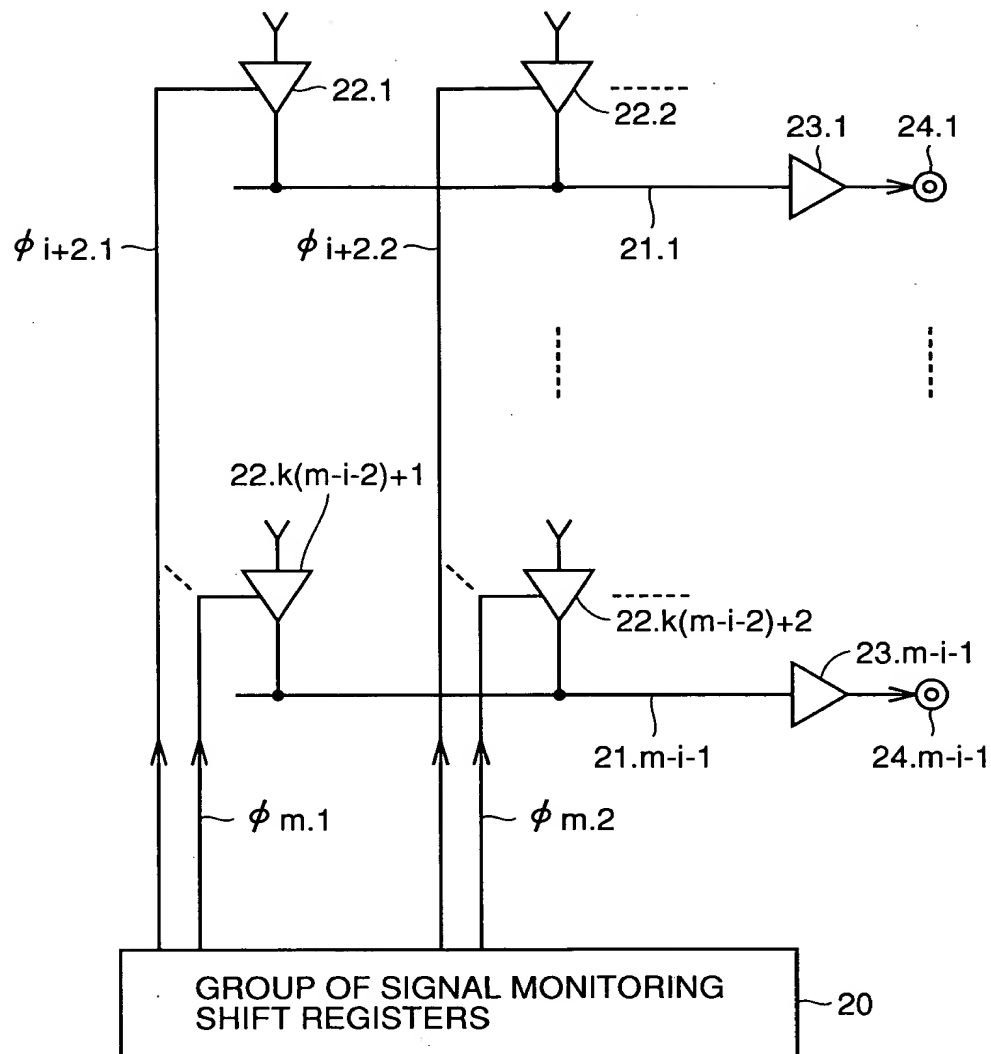 22.1
22.2
23.1
24.1
ϕ i+2.1
ϕ i+2.2
21.1
22.k(m-i-2)+1
22.k(m-i-2)+2
23.m-i-1
21.m-i-1
24.m-i-1
ϕ m.1
ϕ m.2
GROUP OF SIGNAL MONITORING
SHIFT REGISTERS
20